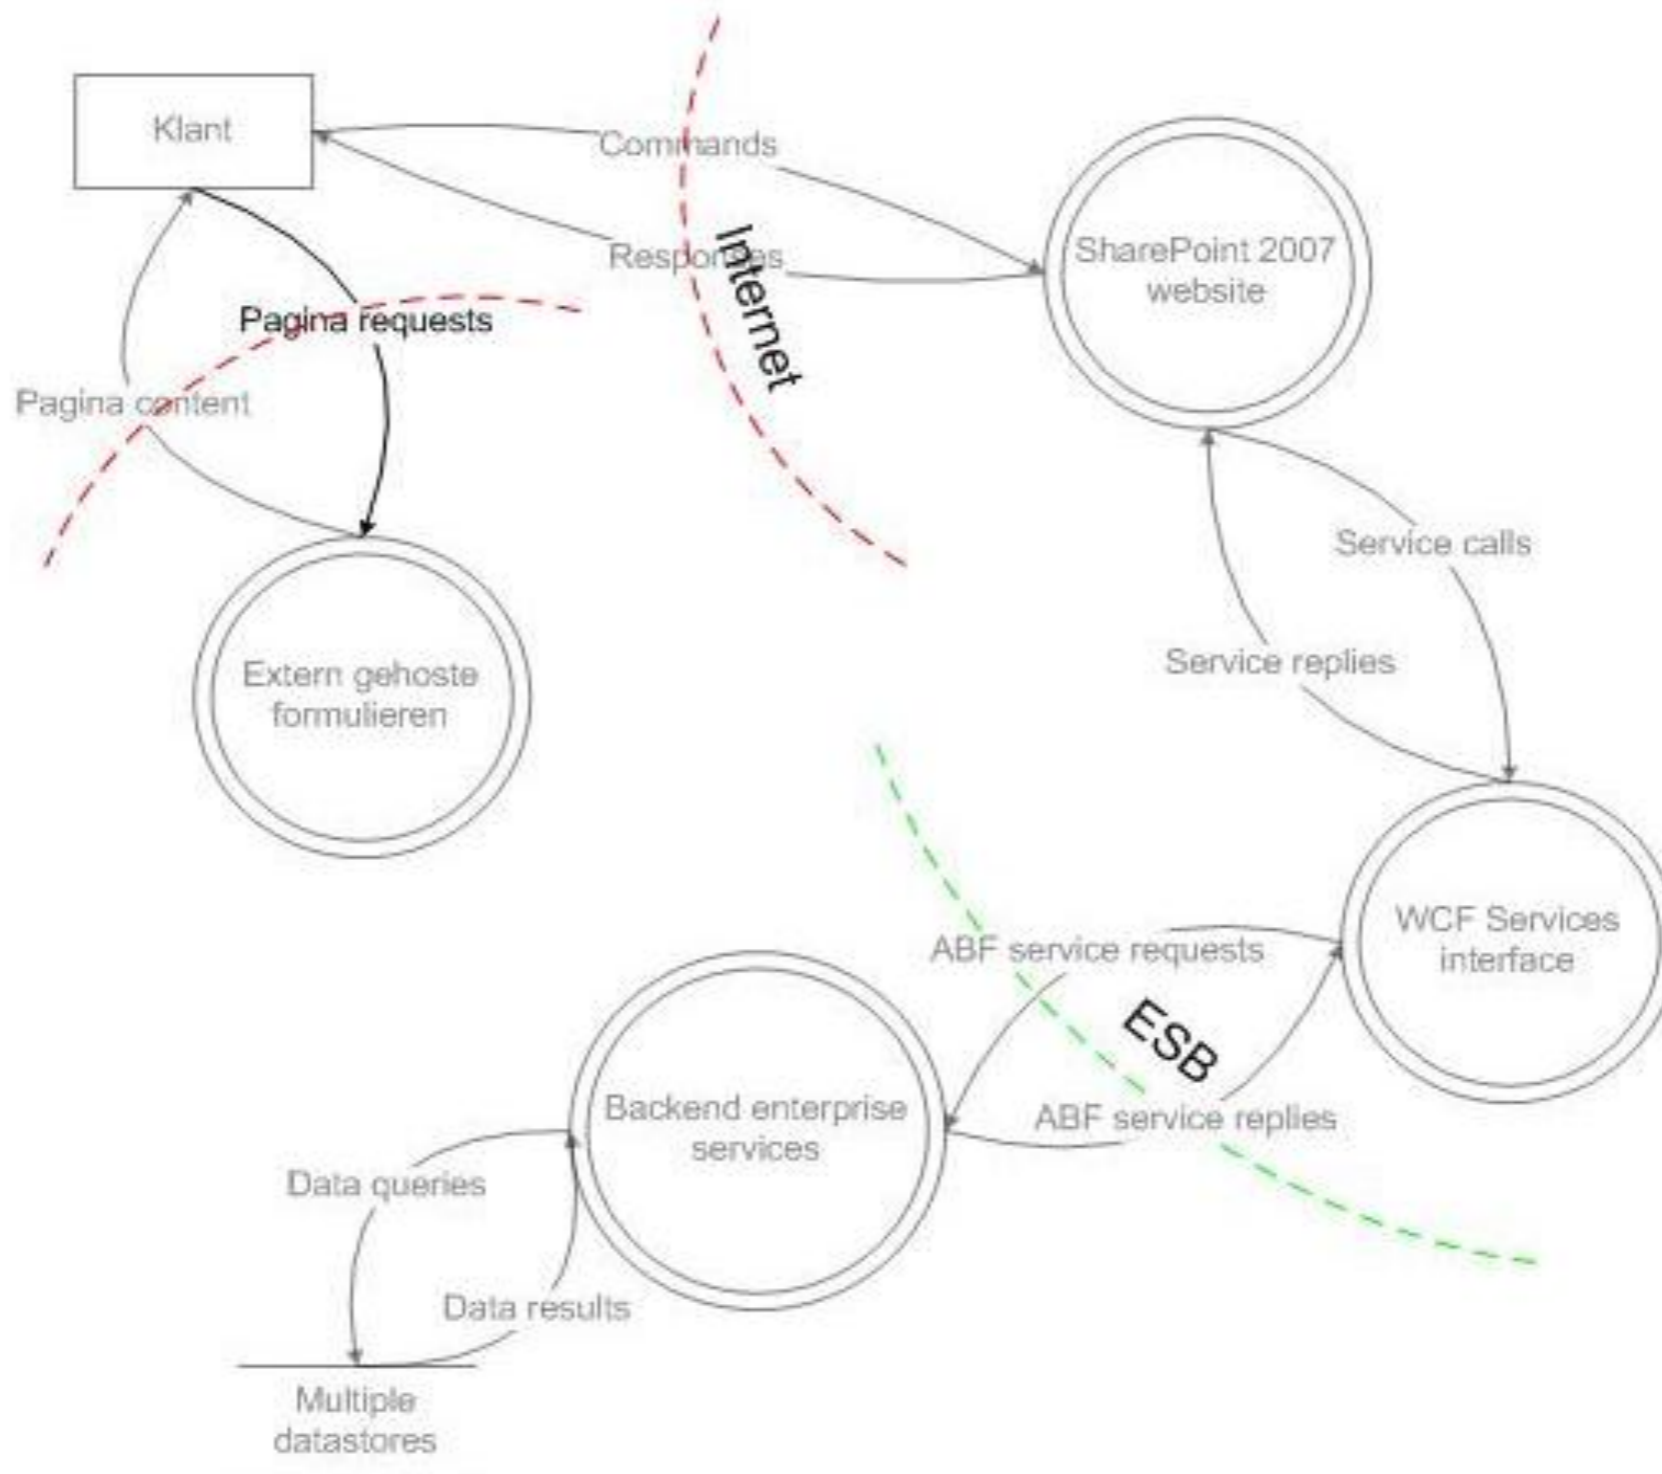 Klant
Commands
Responses
Internet
SharePoint 2007
website
Pagina requests
Pagina content
Service calls
Service replies
Extern gehoste
formulieren
WCF Services
interface
ABF service requests
ESB
ABF service replies
Backend enterprise
services
Data queries
Data results
Multiple
datastores